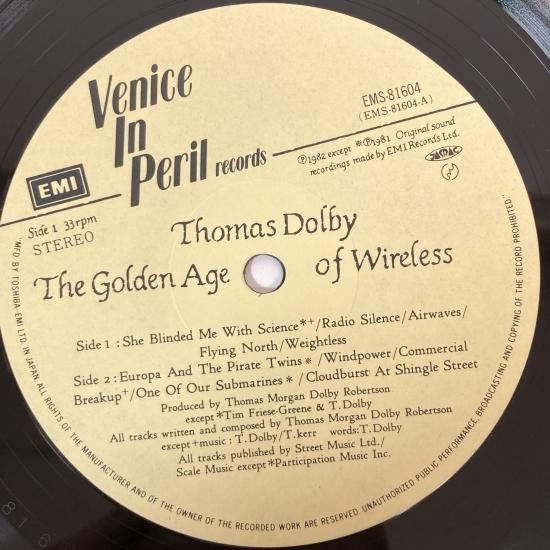 Venice
In
Peril records
EMS-81604
(EMS-81604-A)
℗1982 except *℗1981 Original sound
recordings made by EMI Records Ltd.
JASRAC
EMI
Side 1 33rpm
STEREO
Thomas Dolby
The Golden Age of Wireless
Side 1 : She Blinded Me With Science*+/Radio Silence/Airwaves/
Flying North/Weightless
Side 2 : Europa And The Pirate Twins*/Windpower/Commercial
Breakup+/One Of Our Submarines*/Cloudburst At Shingle Street
Produced by Thomas Morgan Dolby Robertson
except*Tim Friese-Greene & T.Dolby
All tracks written and composed by Thomas Morgan Dolby Robertson
except+music : T.Dolby/T.kerr words:T.Dolby
All tracks published by Street Music Ltd./
Scale Music except*Participation Music Inc.
"MFD. BY TOSHIBA-EMI LTD. IN JAPAN ALL RIGHTS OF THE MANUFACTURER AND OF THE OWNER OF THE RECORDED WORK ARE RESERVED. UNAUTHORIZED PUBLIC PERFORMANCE, BROADCASTING AND COPYING OF THE RECORD PROHIBITED."